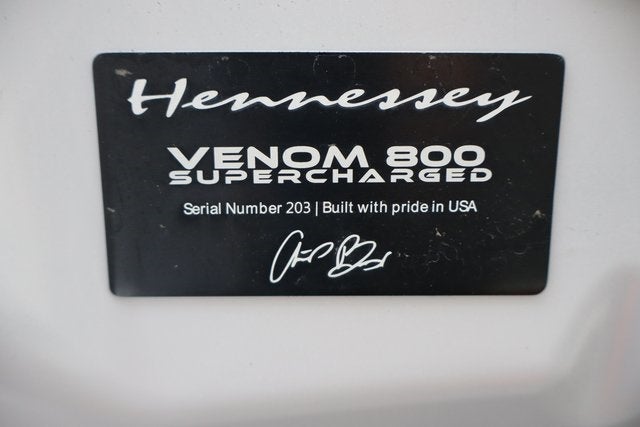 Hennessey
VENOM 800
SUPERCHARGED
Serial Number 203 | Built with pride in USA